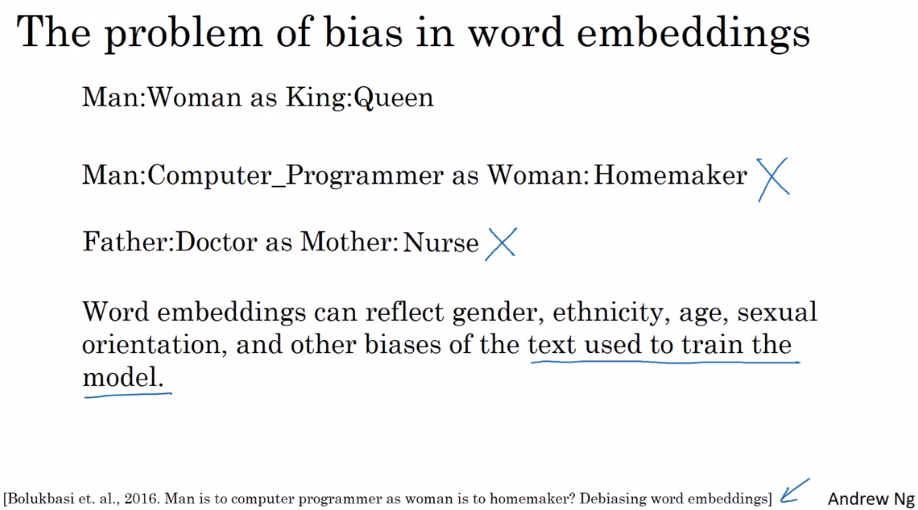 The problem of bias in word embeddings
Man:Woman as King:Queen
Man:Computer_Programmer as Woman:Homemaker
Father:Doctor as Mother:Nurse
Word embeddings can reflect gender, ethnicity, age, sexual
orientation, and other biases of the text used to train the
model.
[Bolukbasi et. al., 2016. Man is to computer programmer as woman is to homemaker? Debiasing word embeddings]
Andrew Ng